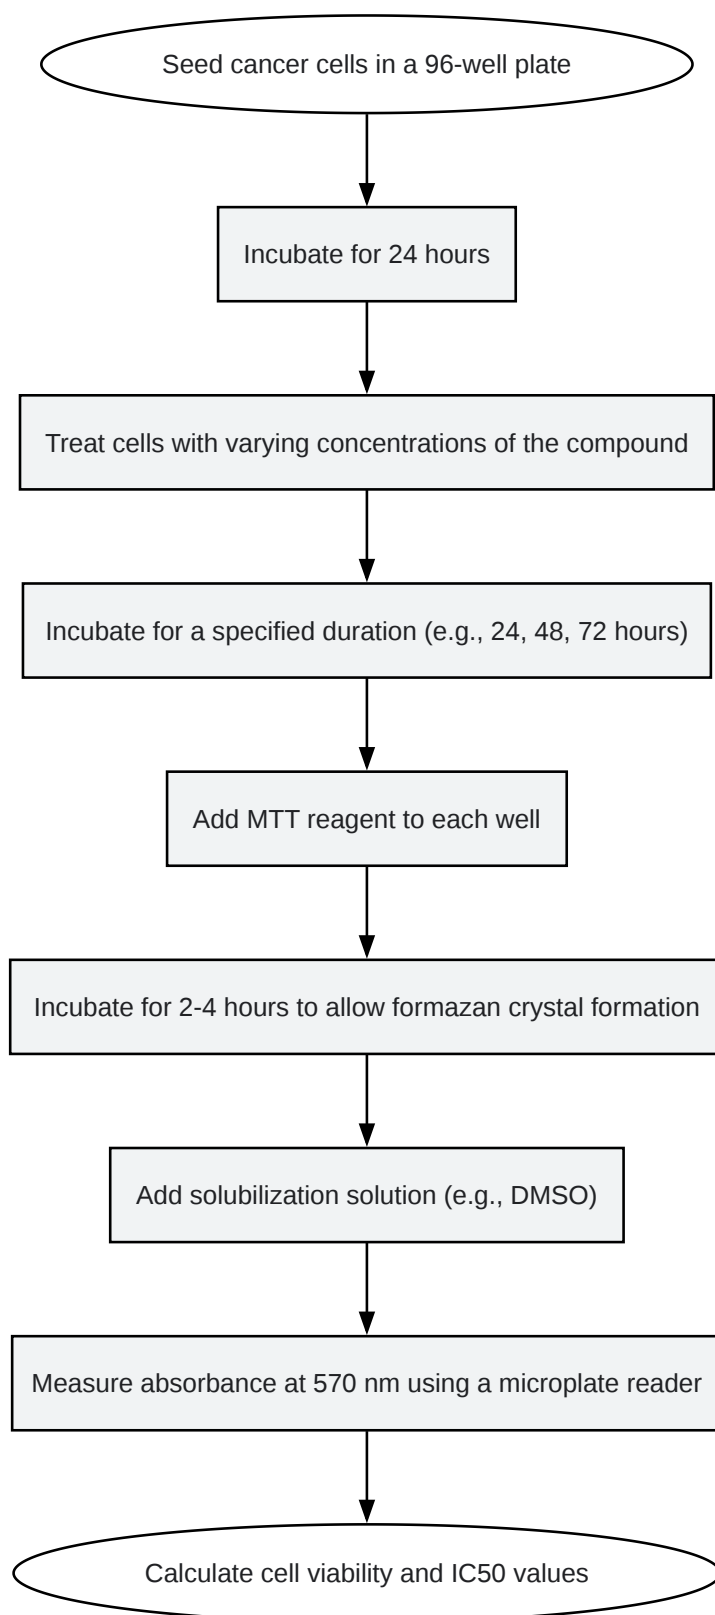 Seed cancer cells in a 96-well plate
Incubate for 24 hours
Treat cells with varying concentrations of the compound
Incubate for a specified duration (e.g., 24, 48, 72 hours)
Add MTT reagent to each well
Incubate for 2-4 hours to allow formazan crystal formation
Add solubilization solution (e.g., DMSO)
Measure absorbance at 570 nm using a microplate reader
Calculate cell viability and IC50 values